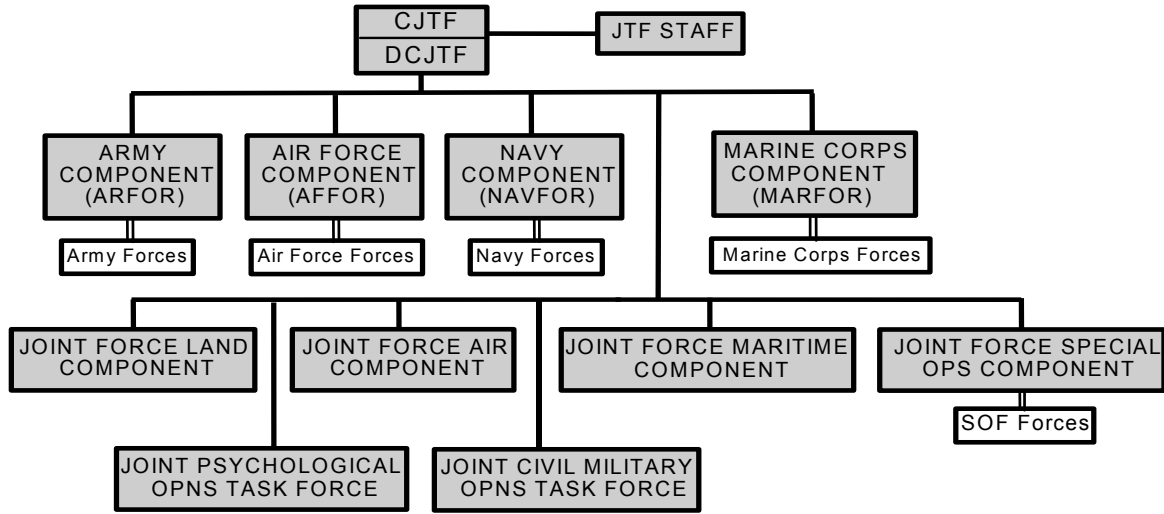 CJTF
DCJTF
JTF STAFF
ARMY
COMPONENT
(ARFOR)
AIR FORCE
COMPONENT
(AFFOR)
NAVY
COMPONENT
(NAVFOR)
MARINE CORPS
COMPONENT
(MARFOR)
Army Forces
Air Force Forces
Navy Forces
Marine Corps Forces
JOINT FORCE LAND
COMPONENT
JOINT FORCE AIR
COMPONENT
JOINT FORCE MARITIME
COMPONENT
JOINT FORCE SPECIAL
OPS COMPONENT
SOF Forces
JOINT PSYCHOLOGICAL
OPNS TASK FORCE
JOINT CIVIL MILITARY
OPNS TASK FORCE